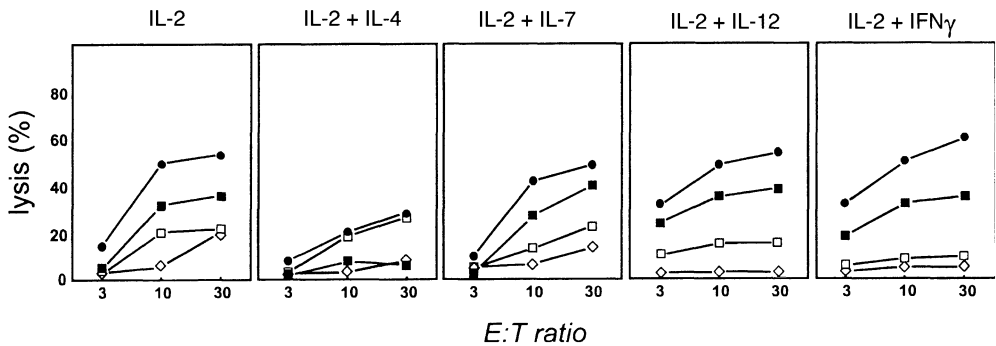 IL-2 IL-2 + IL-4 IL-2 + IL-7 IL-2 + IL-12 IL-2 + IFNγ
lysis (%)
80
60
40
20
0
3 10 30 3 10 30 3 10 30 3 10 30 3 10 30
E:T ratio